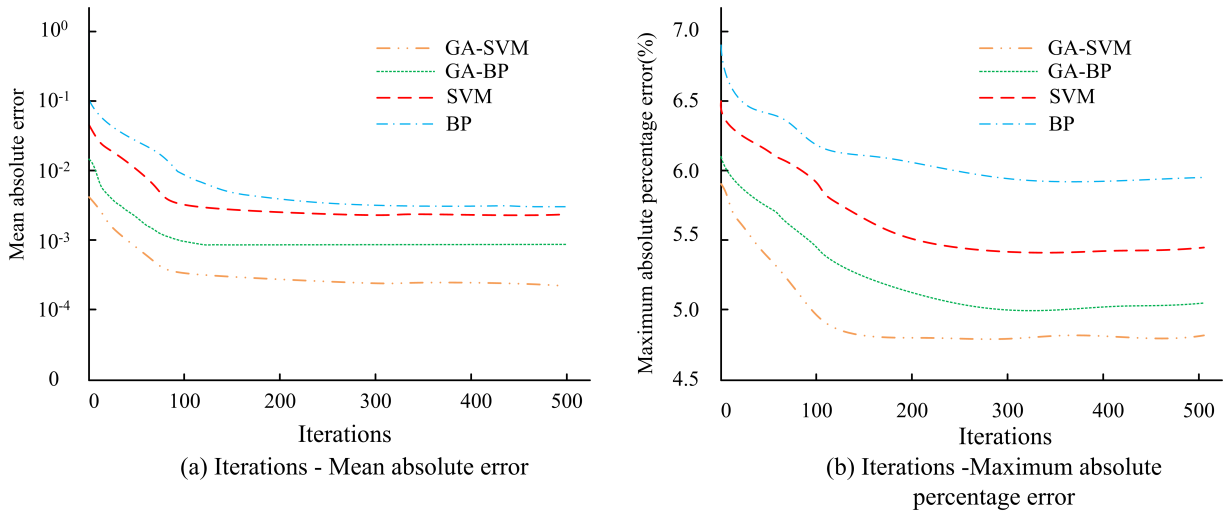 Mean absolute error
10⁰
10⁻¹
10⁻²
10⁻³
10⁻⁴
0
GA-SVM
GA-BP
SVM
BP
0 100 200 300 400 500
Iterations
(a) Iterations - Mean absolute error
Maximum absolute percentage error(%)
7.0
6.5
6.0
5.5
5.0
4.5
GA-SVM
GA-BP
SVM
BP
0 100 200 300 400 500
Iterations
(b) Iterations -Maximum absolute
percentage error